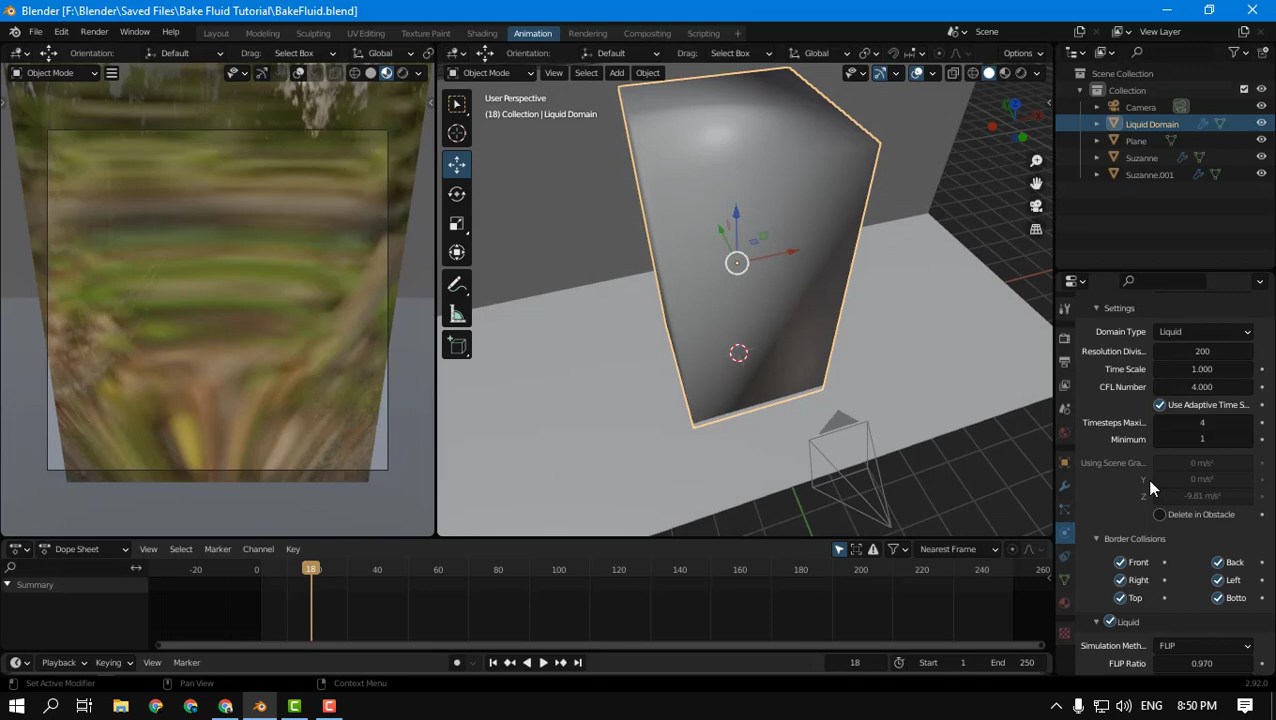 Blender [F:\Blender\Saved Files\Bake Fluid Tutorial\BakeFluid.blend]
File Edit Render Window Help Layout Modeling Sculpting UV Editing Texture Paint Shading Animation Rendering Compositing Scripting + Scene View Layer
Orientation: Default Drag: Select Box Global
Orientation: Default Drag: Select Box Global Options
Object Mode
Object Mode View Select Add Object
User Perspective
(18) Collection | Liquid Domain
Scene Collection
Collection
Camera
Liquid Domain
Plane
Suzanne
Suzanne.001
Settings
Domain Type Liquid
Resolution Divis... 200
Time Scale 1.000
CFL Number 4.000
Use Adaptive Time S...
Timesteps Maxi... 4
Minimum 1
Using Scene Gra... 0 m/s²
Y 0 m/s²
Z -9.81 m/s²
Delete in Obstacle
Border Collisions
Front Back
Right Left
Top Botto
Liquid
Simulation Meth... FLIP
FLIP Ratio 0.970
Dope Sheet View Select Marker Channel Key Nearest Frame
-20 0 18 40 60 80 100 120 140 160 180 200 220 240 260
Summary
Playback Keying View Marker 18 Start 1 End 250
Set Active Modifier Pan View Context Menu 2.92.0
ENG 8:50 PM